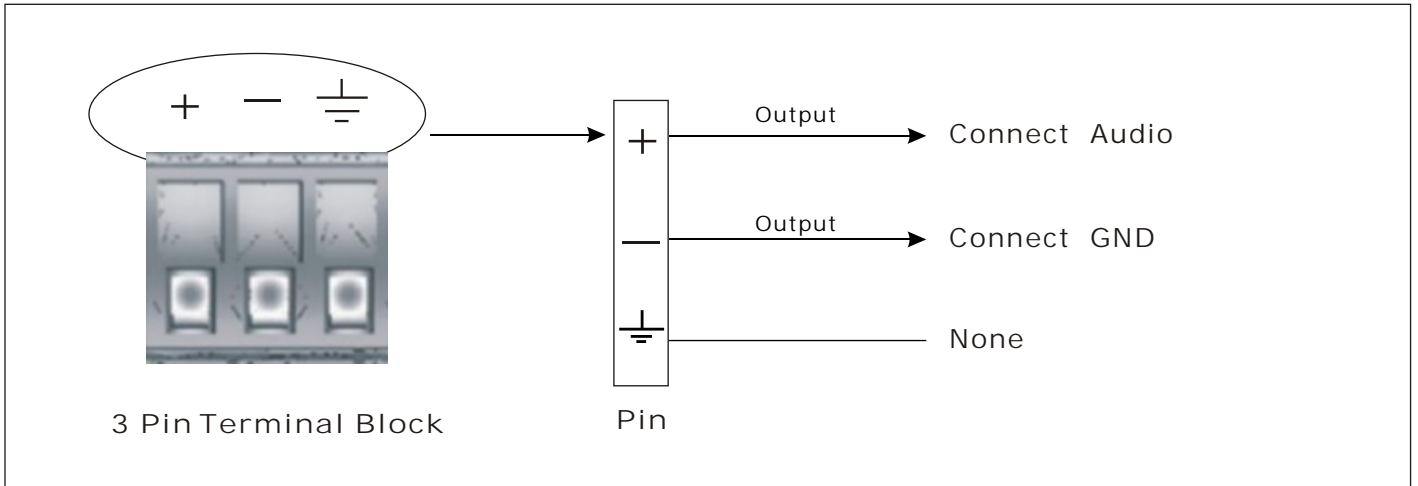 + —
+
Output
Connect Audio
—
Output
Connect GND
None
3 Pin Terminal Block
Pin